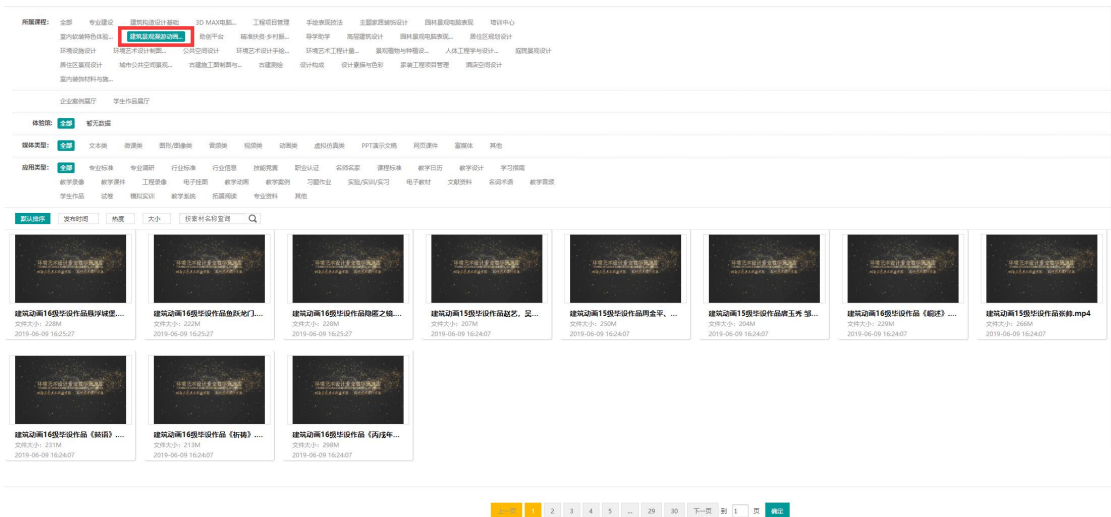 所属课程: 全部 专业建设 建筑构造设计基础 3D MAX电脑... 工程项目管理 手绘表现技法 主题家居装饰设计 园林景观电脑表现 培训中心
室内软装特色体验... 建筑景观漫游动画... 助创平台 精准扶贫·乡村振... 导学助学 高层建筑设计 园林景观电脑表现... 居住区规划设计
环境设施设计 环境艺术设计制图... 公共空间设计 环境艺术设计手绘... 环境艺术工程计量... 景观植物与种植设... 人体工程学与设计... 庭院景观设计
居住区景观设计 城市公共空间景观... 古建施工图制图与... 古建测绘 设计构成 设计素描与色彩 家装工程项目管理 酒店空间设计
室内装饰材料与施...
企业案例展厅 学生作品展厅
体验馆: 全部 暂无数据
媒体类型: 全部 文本类 微课类 图形/图像类 音频类 视频类 动画类 虚拟仿真类 PPT演示文稿 网页课件 富媒体 其他
应用类型: 全部 专业标准 专业调研 行业标准 行业信息 技能竞赛 职业认证 名师名家 课程标准 教学日历 教学设计 学习指南
教学录像 教学课件 工程录像 电子挂图 教学动画 教学案例 习题作业 实验/实训/实习 电子教材 文献资料 名词术语 教学音频
学生作品 试卷 模拟实训 教学系统 拓展阅读 专业资料 其他
默认排序 发布时间 热度 大小 按素材名称查询
建筑动画16级毕设作品悬浮城堡.... 建筑动画16级毕设作品鱼跃龙门.... 建筑动画16级毕设作品隐匿之镜.... 建筑动画15级毕设作品赵艺，吴... 建筑动画15级毕设作品周金平、... 建筑动画15级毕设作品唐玉秀 邹... 建筑动画16级毕设作品《崛述》.... 建筑动画15级毕设作品张帅.mp4
文件大小：228M 文件大小：222M 文件大小：228M 文件大小：207M 文件大小：250M 文件大小：204M 文件大小：229M 文件大小：266M
2019-06-09 16:25:27 2019-06-09 16:25:27 2019-06-09 16:25:27 2019-06-09 16:24:07 2019-06-09 16:24:07 2019-06-09 16:24:07 2019-06-09 16:24:07 2019-06-09 16:24:07
建筑动画16级毕设作品《鼓语》.... 建筑动画16级毕设作品《祈祷》.... 建筑动画16级毕设作品《丙戌年...
文件大小：231M 文件大小：213M 文件大小：298M
2019-06-09 16:24:07 2019-06-09 16:24:07 2019-06-09 16:24:07
上一页 1 2 3 4 5 ... 29 30 下一页 到 1 页 确定